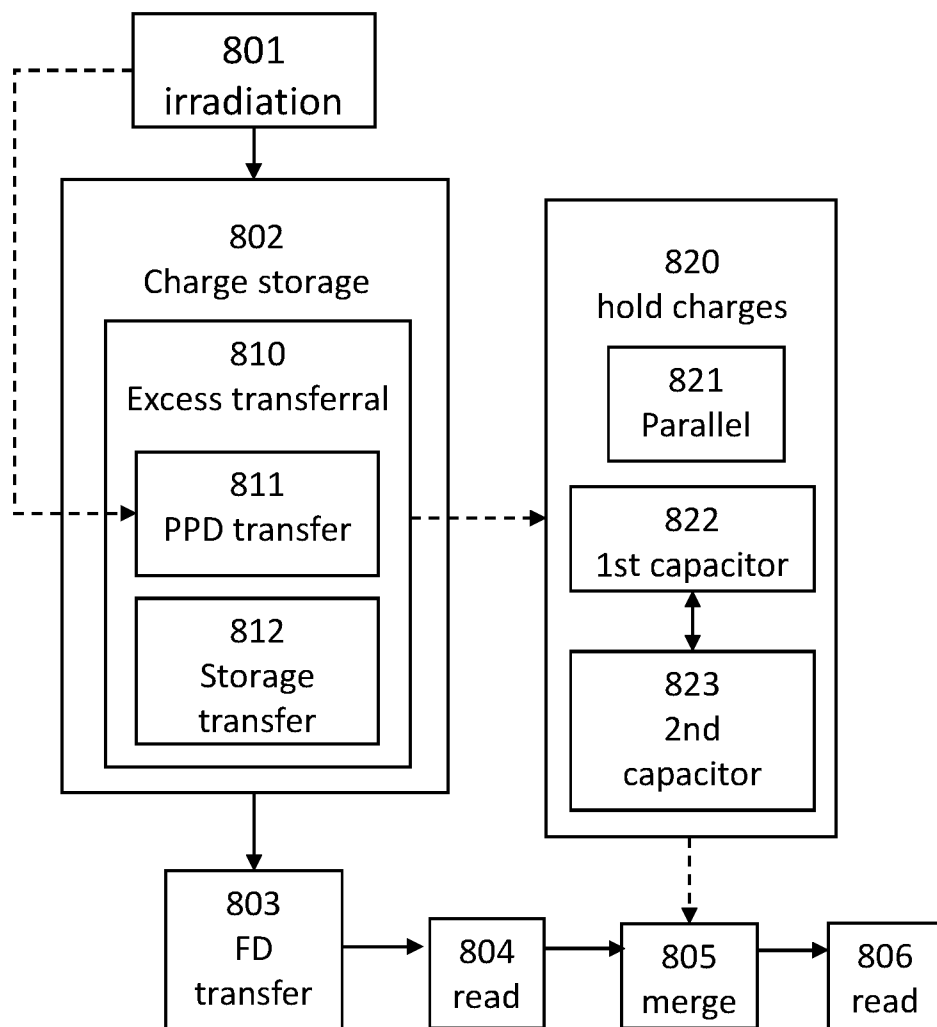 801
irradiation
802
Charge storage
810
Excess transferral
811
PPD transfer
812
Storage
transfer
820
hold charges
821
Parallel
822
1st capacitor
823
2nd
capacitor
803
FD
transfer
804
read
805
merge
806
read